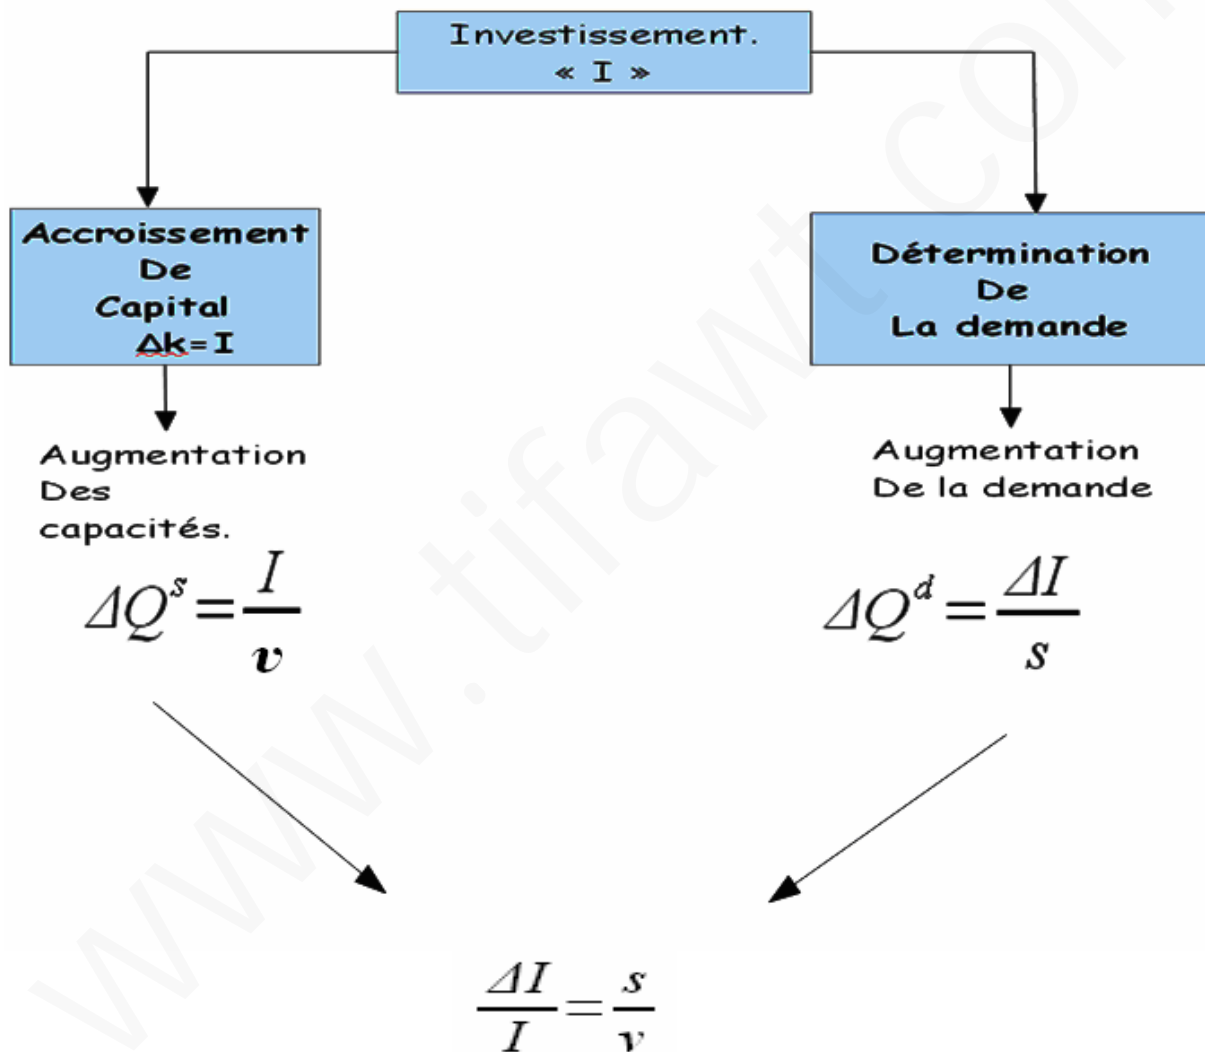 Investissement.
« I »
Accroissement
De
Capital
Δk=I
Détermination
De
La demande
Augmentation
Des
capacités.
Augmentation
De la demande
ΔQ^s = I/v
ΔQ^d = ΔI/s
ΔI/I = s/v
www.tifawt.com